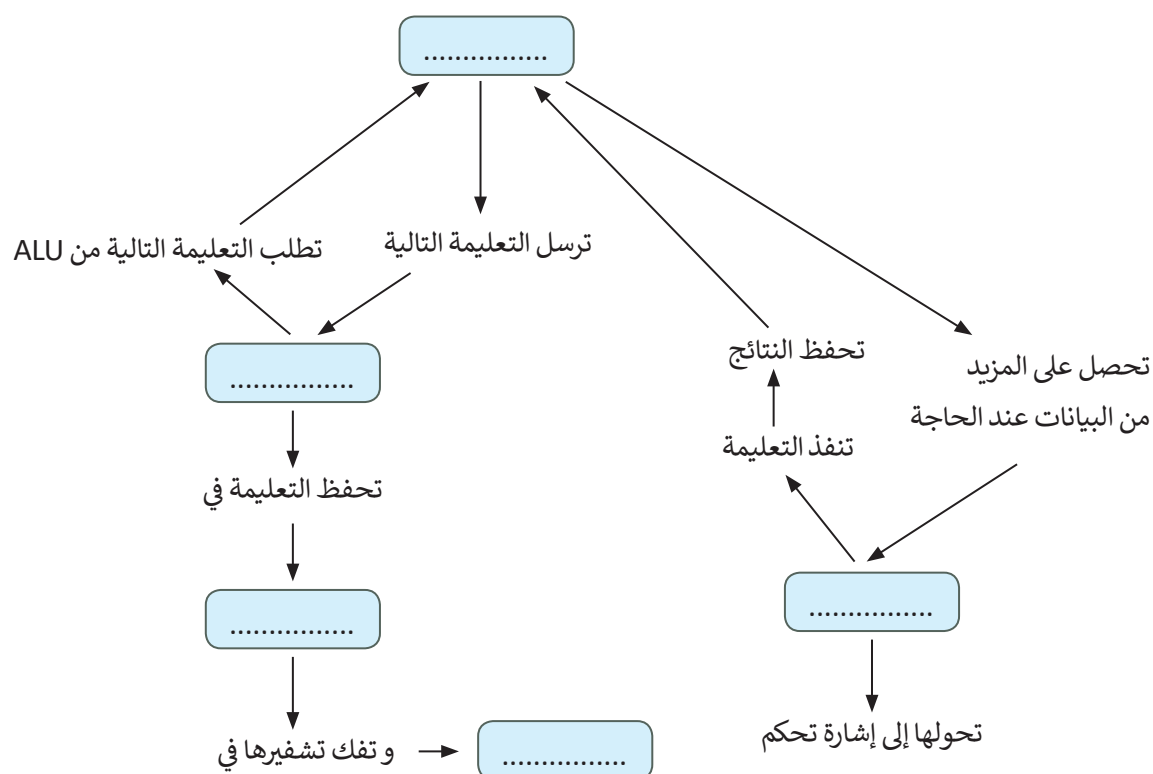 ................
تطلب التعليمة التالية من ALU
ترسل التعليمة التالية
................
تحفظ التعليمة في
................
و تفك تشفيرها في
................
تحفظ النتائج
تنفذ التعليمة
تحصل على المزيد
من البيانات عند الحاجة
................
تحولها إلى إشارة تحكم